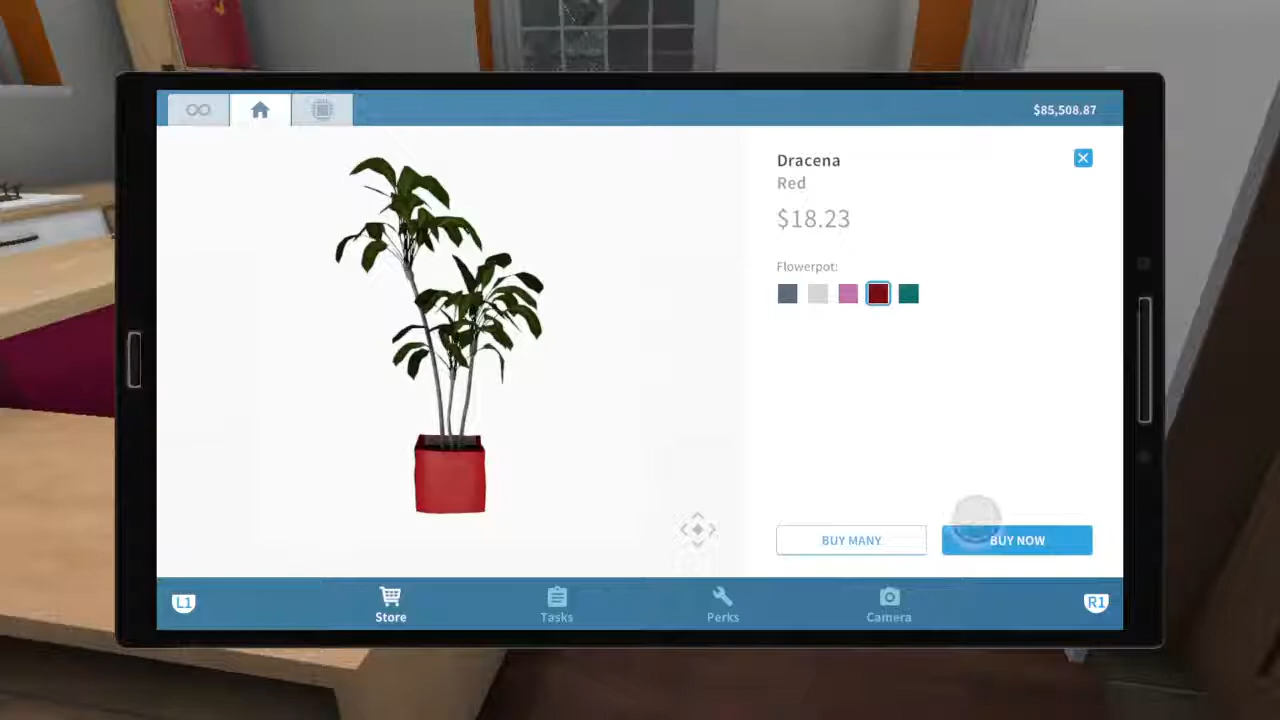 $85,508.87
Dracena
Red
$18.23
Flowerpot:
BUY MANY
BUY NOW
L1
Store
Tasks
Perks
Camera
R1